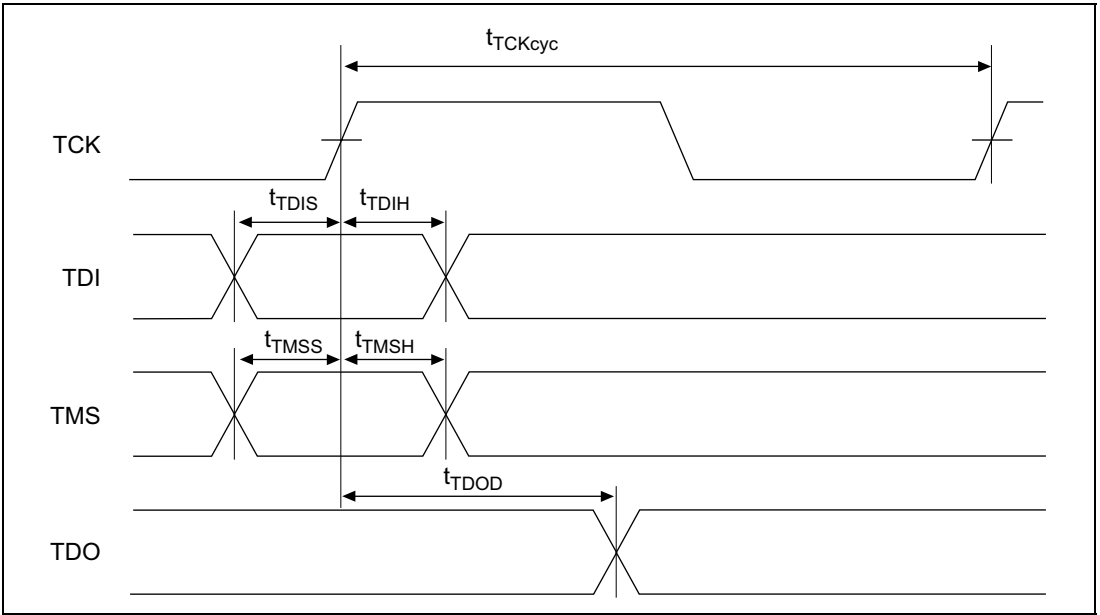 tTCKcyc
TCK
tTDIS tTDIH
TDI
tTMSS tTMSH
TMS
tTDOD
TDO